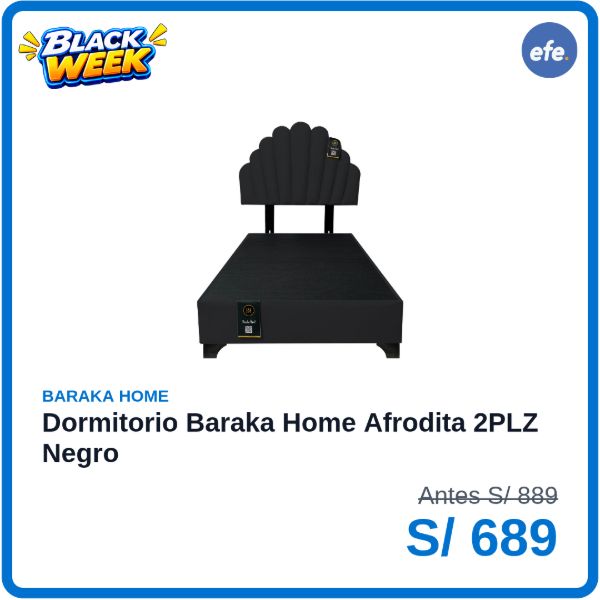 BLACK
WEEK
efe.
BARAKA HOME
Dormitorio Baraka Home Afrodita 2PLZ
Negro
Antes S/ 889
S/ 689